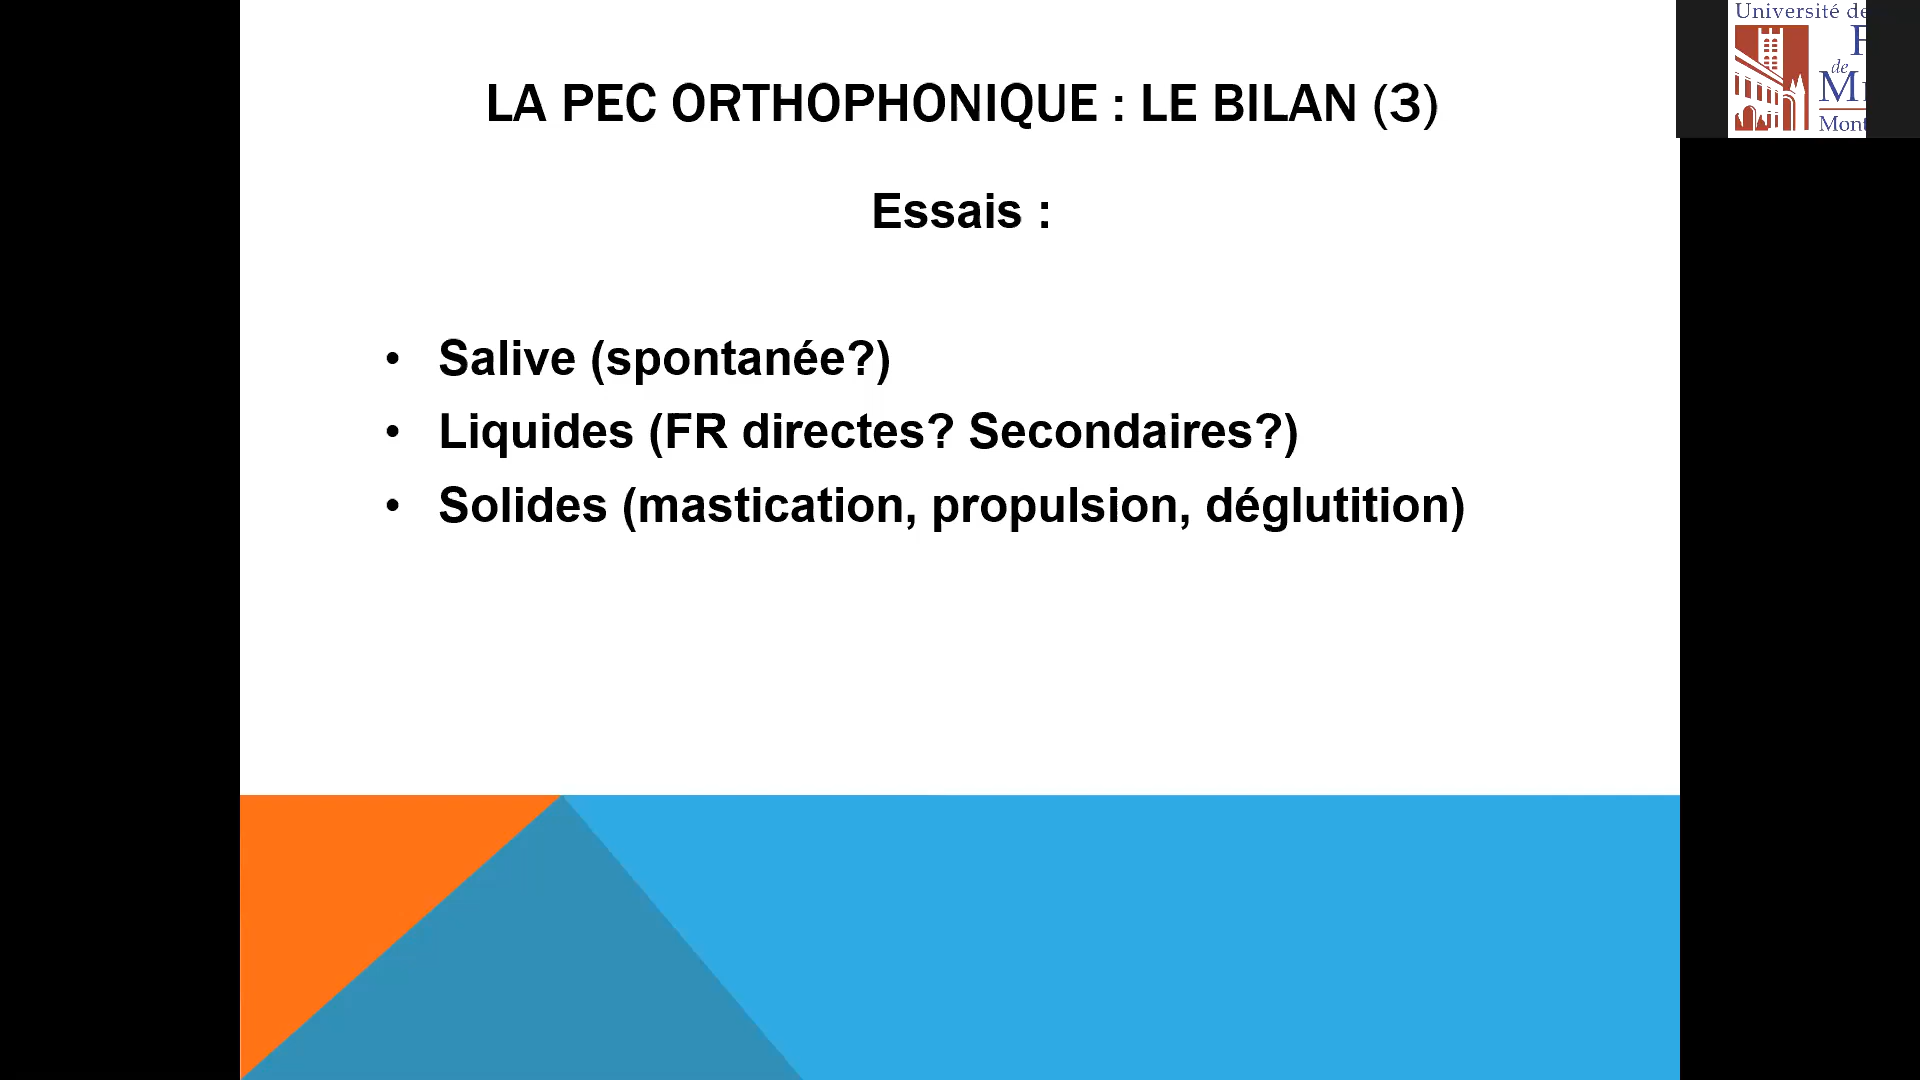 Université de
de
Mont
LA PEC ORTHOPHONIQUE : LE BILAN (3)
Essais :
• Salive (spontanée?)
• Liquides (FR directes? Secondaires?)
• Solides (mastication, propulsion, déglutition)